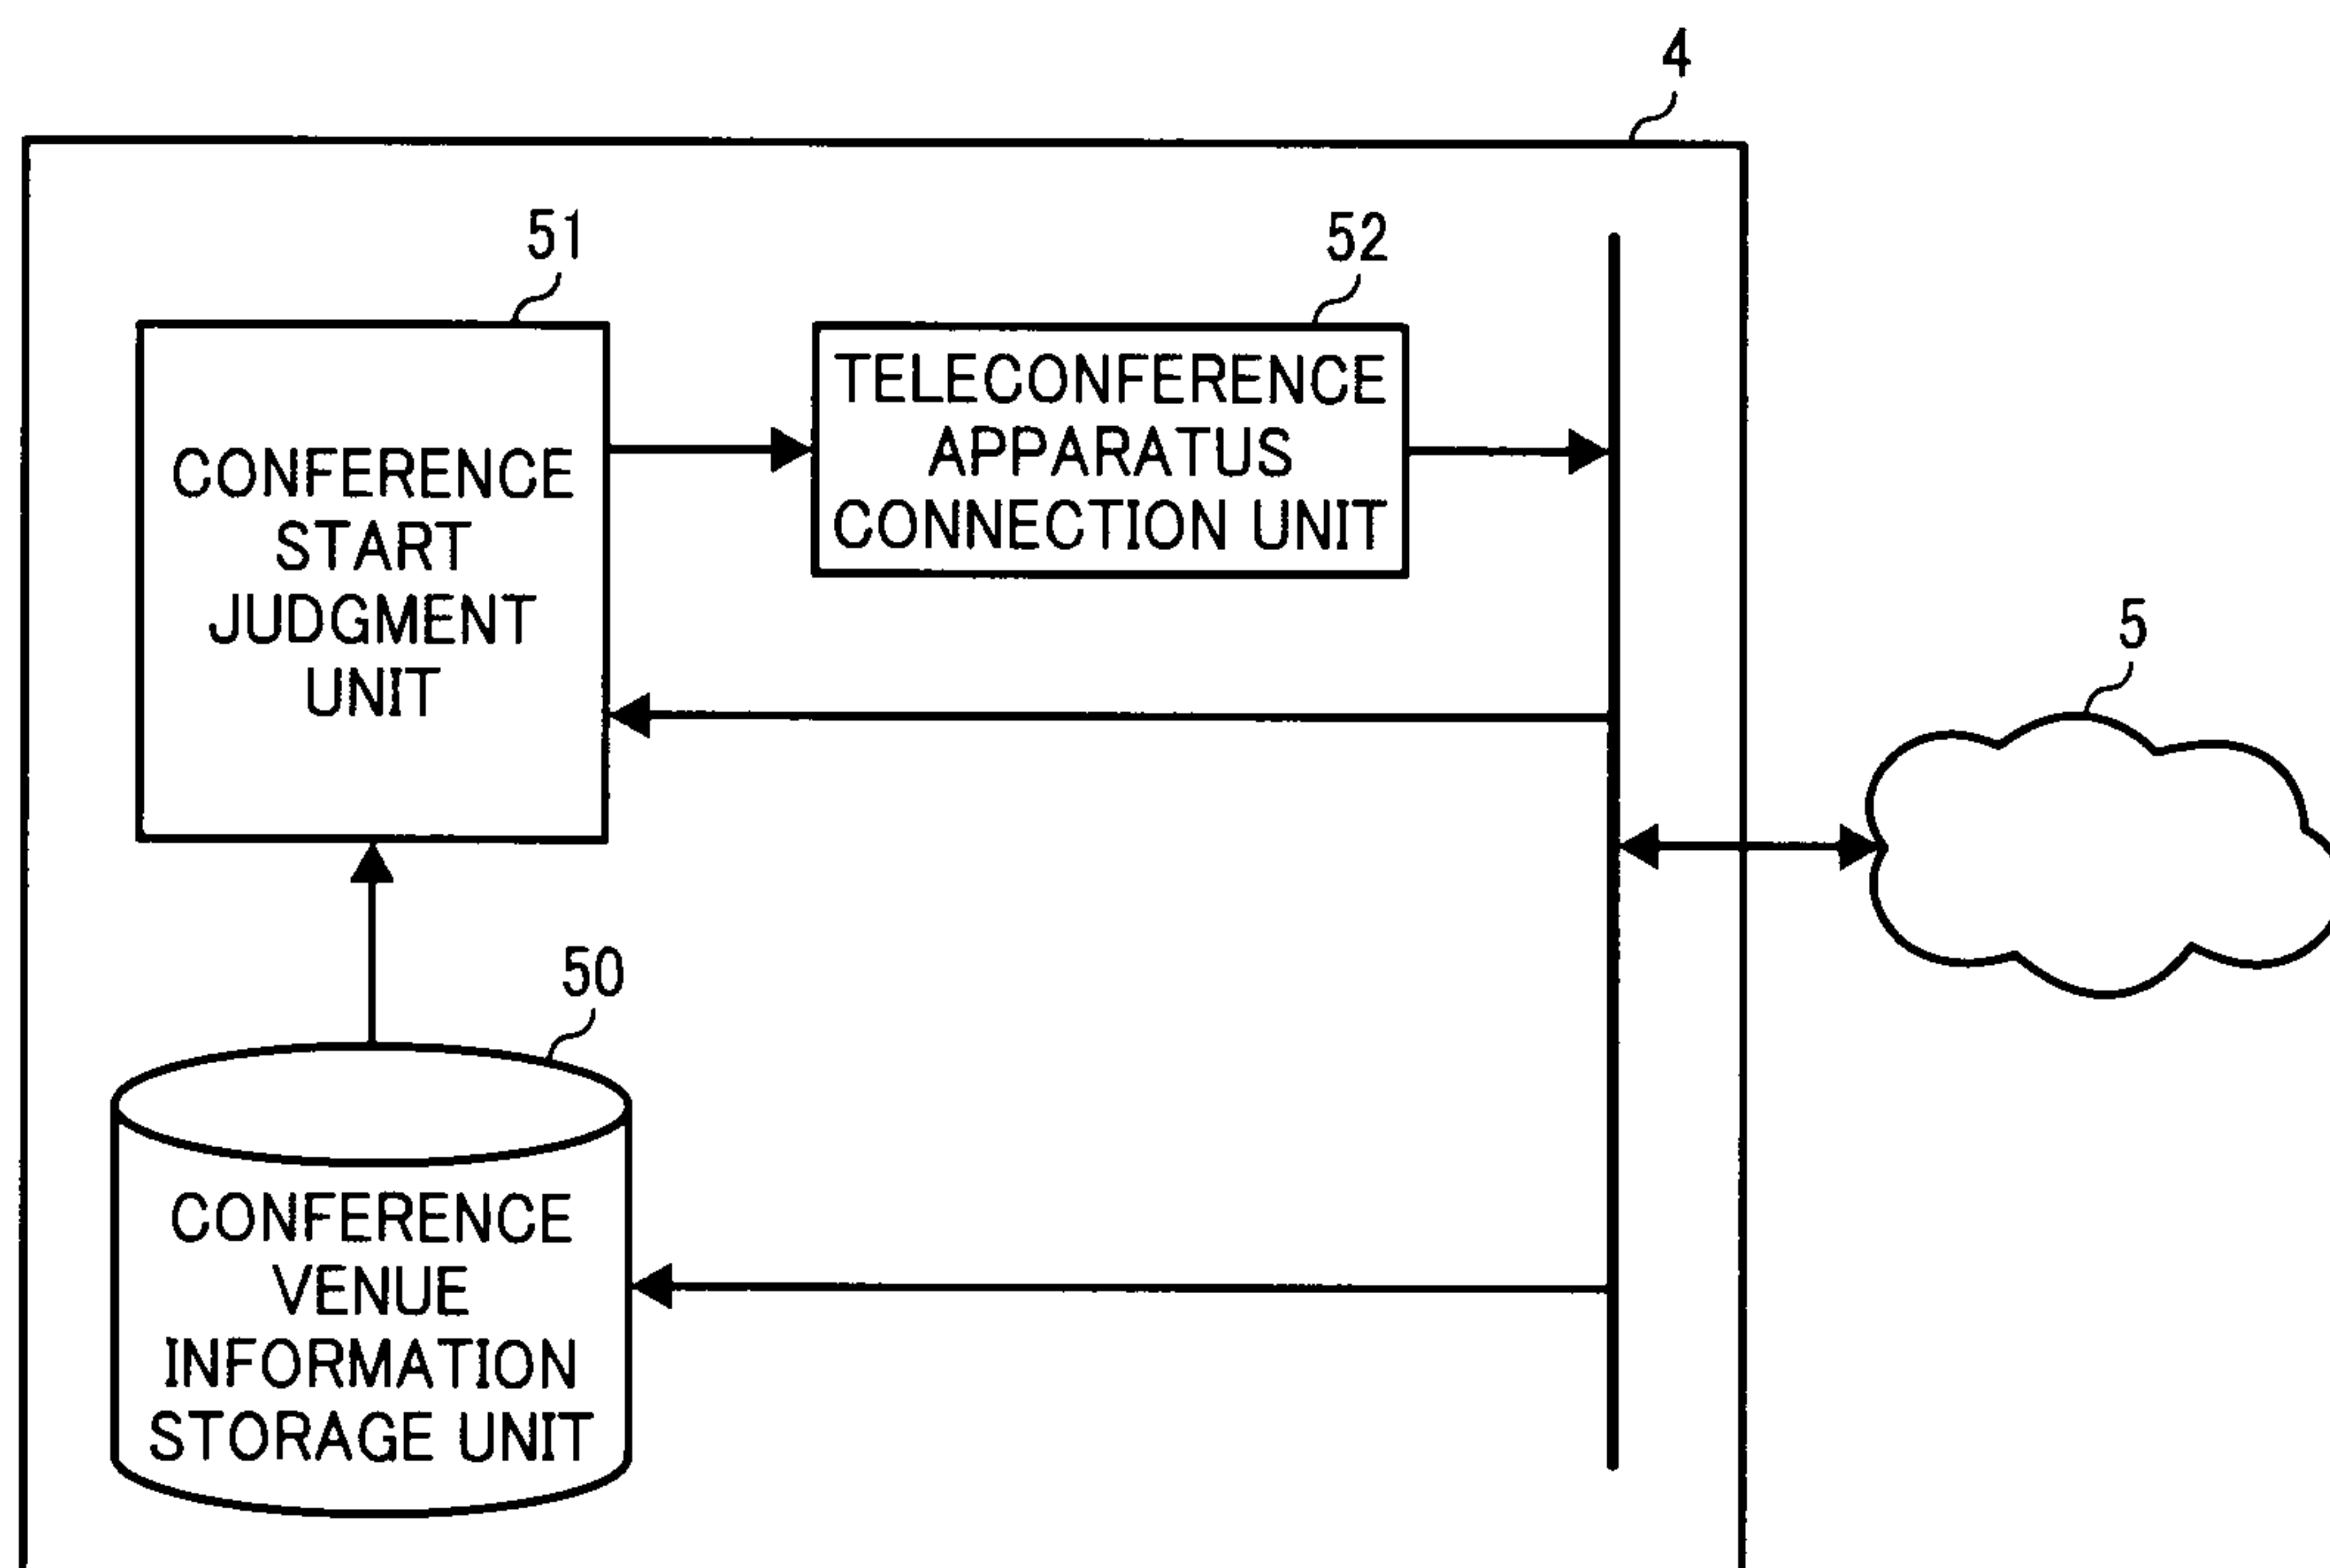 4
51
52
CONFERENCE
START
JUDGMENT
UNIT
TELECONFERENCE
APPARATUS
CONNECTION UNIT
5
50
CONFERENCE
VENUE
INFORMATION
STORAGE UNIT